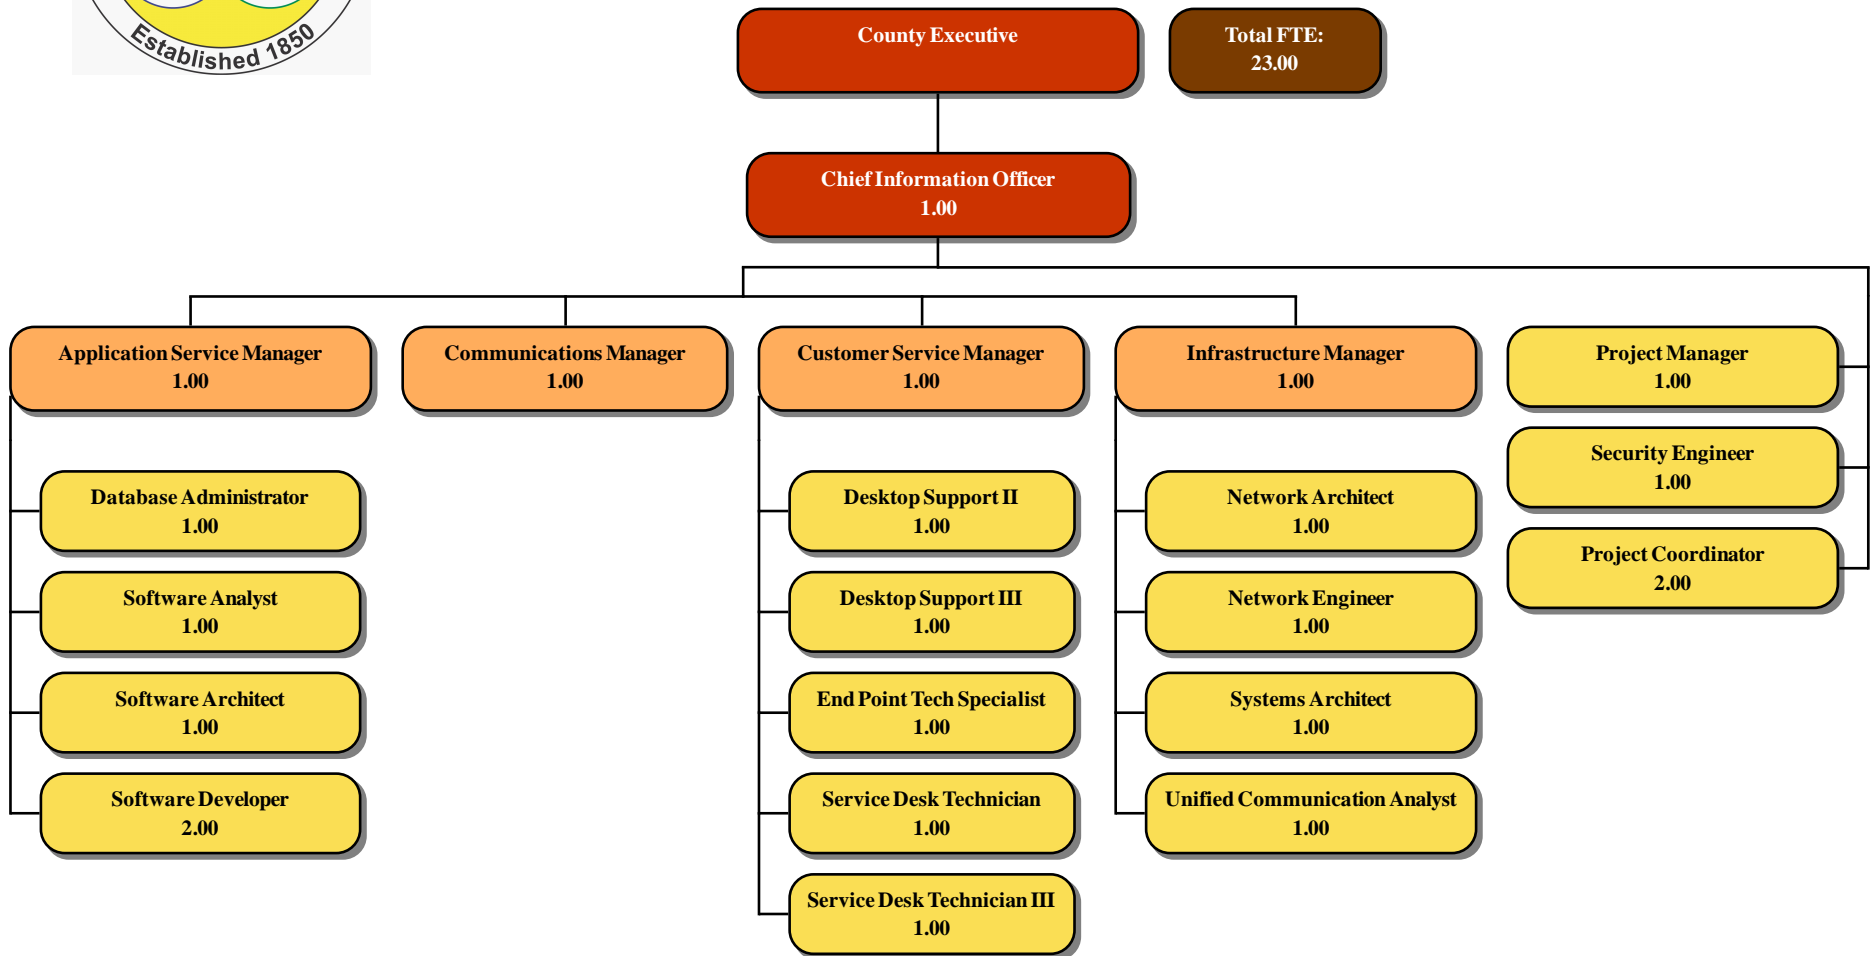 Established 1850
County Executive
Total FTE:
23.00
Chief Information Officer
1.00
Application Service Manager
1.00
Communications Manager
1.00
Customer Service Manager
1.00
Infrastructure Manager
1.00
Project Manager
1.00
Security Engineer
1.00
Project Coordinator
2.00
Database Administrator
1.00
Software Analyst
1.00
Software Architect
1.00
Software Developer
2.00
Desktop Support II
1.00
Desktop Support III
1.00
End Point Tech Specialist
1.00
Service Desk Technician
1.00
Service Desk Technician III
1.00
Network Architect
1.00
Network Engineer
1.00
Systems Architect
1.00
Unified Communication Analyst
1.00